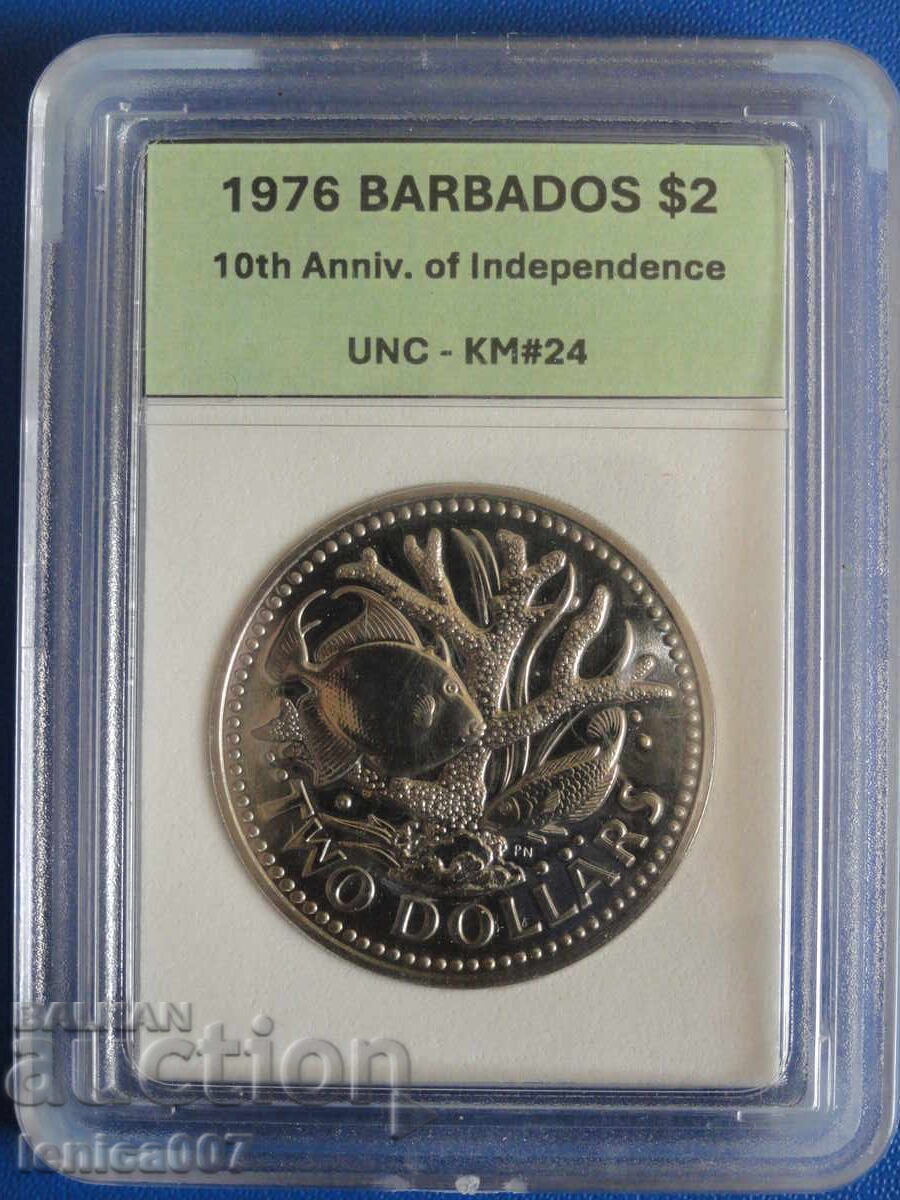 1976 BARBADOS $2
10th Anniv. of Independence
UNC - KM#24
PN
TWO DOLLARS
BALKAN
auction
lenica007